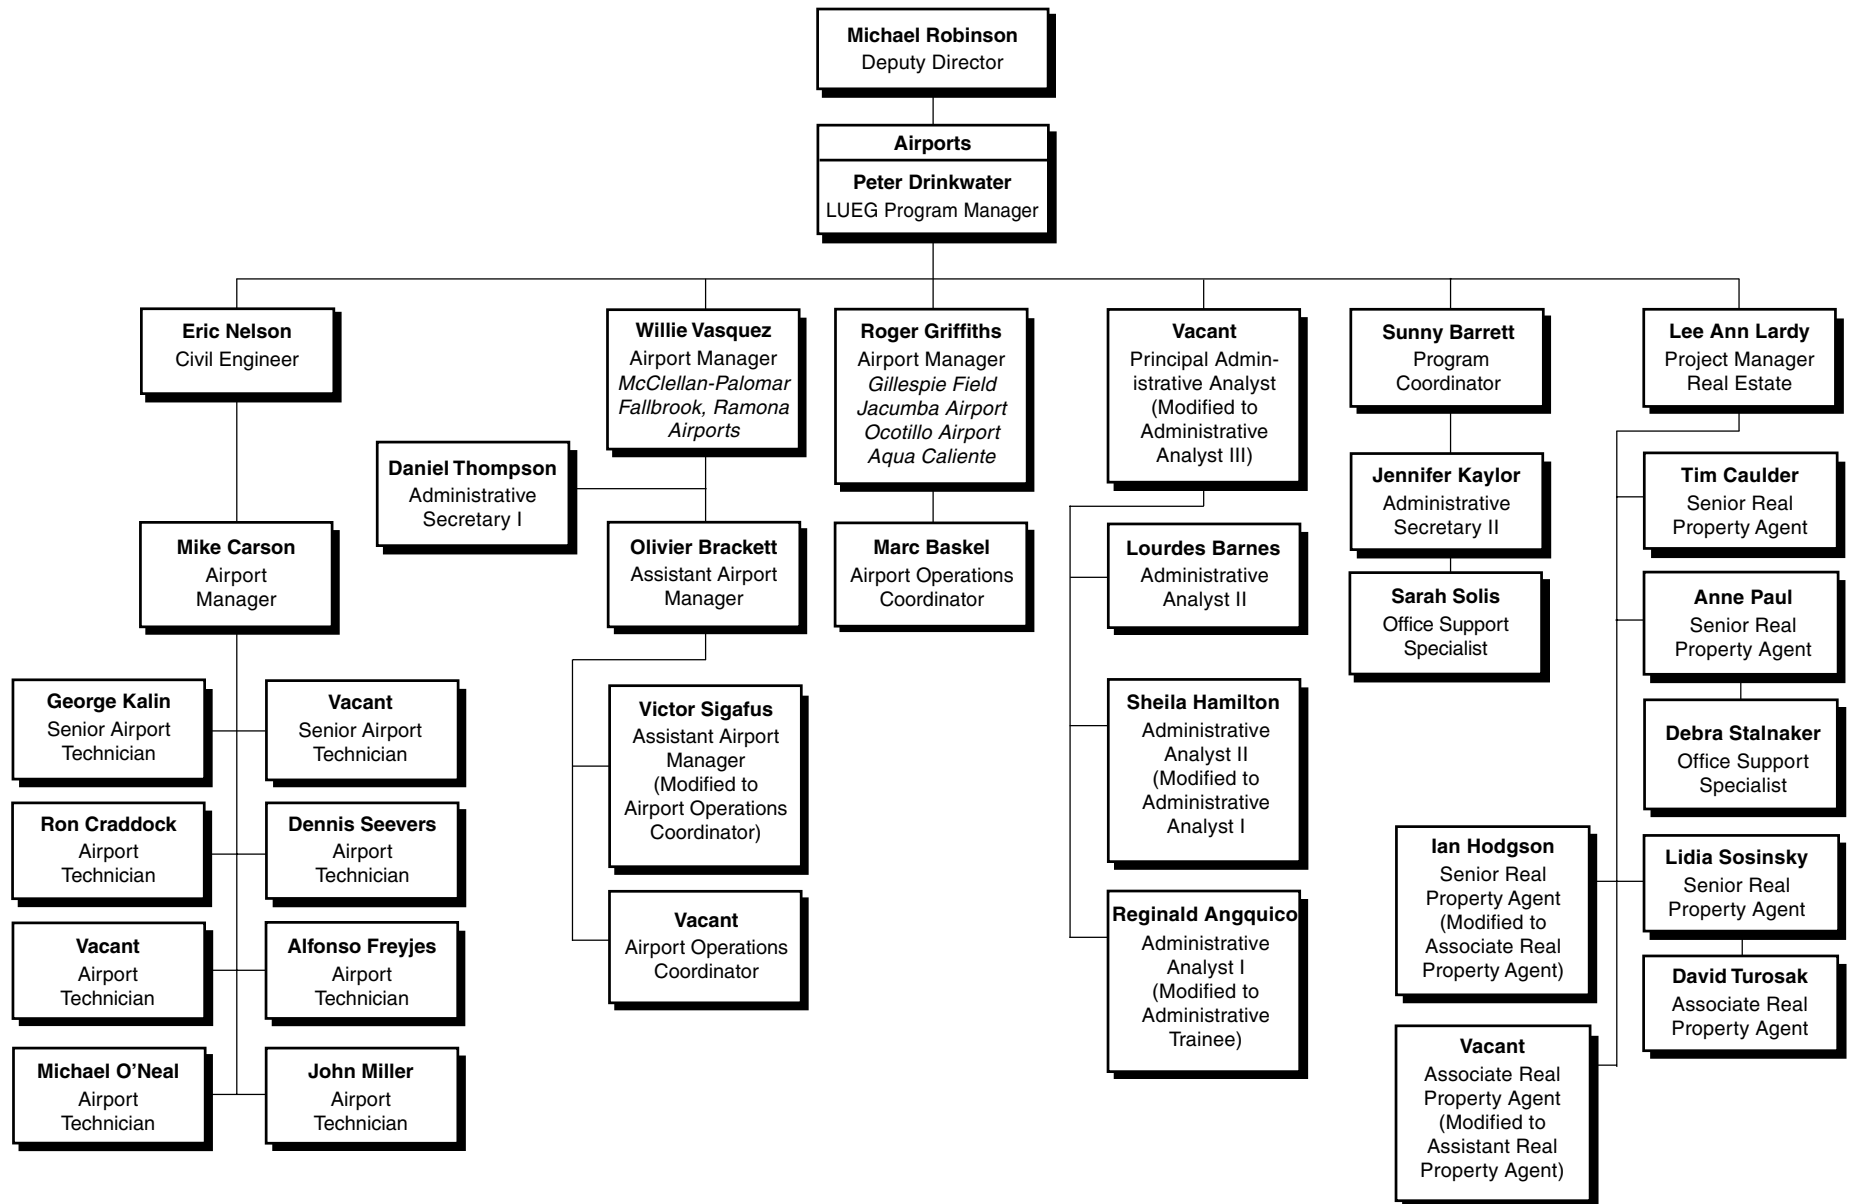 Michael Robinson
Deputy Director
Airports
Peter Drinkwater
LUEG Program Manager
Eric Nelson
Civil Engineer
Mike Carson
Airport
Manager
George Kalin
Senior Airport
Technician
Vacant
Senior Airport
Technician
Ron Craddock
Airport
Technician
Dennis Seevers
Airport
Technician
Vacant
Airport
Technician
Alfonso Freyjes
Airport
Technician
Michael O’Neal
Airport
Technician
John Miller
Airport
Technician
Willie Vasquez
Airport Manager
McClellan-Palomar
Fallbrook, Ramona
Airports
Daniel Thompson
Administrative
Secretary I
Olivier Brackett
Assistant Airport
Manager
Victor Sigafus
Assistant Airport
Manager
(Modified to
Airport Operations
Coordinator)
Vacant
Airport Operations
Coordinator
Roger Griffiths
Airport Manager
Gillespie Field
Jacumba Airport
Ocotillo Airport
Aqua Caliente
Marc Baskel
Airport Operations
Coordinator
Vacant
Principal Admin-
istrative Analyst
(Modified to
Administrative
Analyst III)
Lourdes Barnes
Administrative
Analyst II
Sheila Hamilton
Administrative
Analyst II
(Modified to
Administrative
Analyst I
Reginald Angquico
Administrative
Analyst I
(Modified to
Administrative
Trainee)
Sunny Barrett
Program
Coordinator
Jennifer Kaylor
Administrative
Secretary II
Sarah Solis
Office Support
Specialist
Lee Ann Lardy
Project Manager
Real Estate
Tim Caulder
Senior Real
Property Agent
Anne Paul
Senior Real
Property Agent
Debra Stalnaker
Office Support
Specialist
Ian Hodgson
Senior Real
Property Agent
(Modified to
Associate Real
Property Agent)
Lidia Sosinsky
Senior Real
Property Agent
David Turosak
Associate Real
Property Agent
Vacant
Associate Real
Property Agent
(Modified to
Assistant Real
Property Agent)